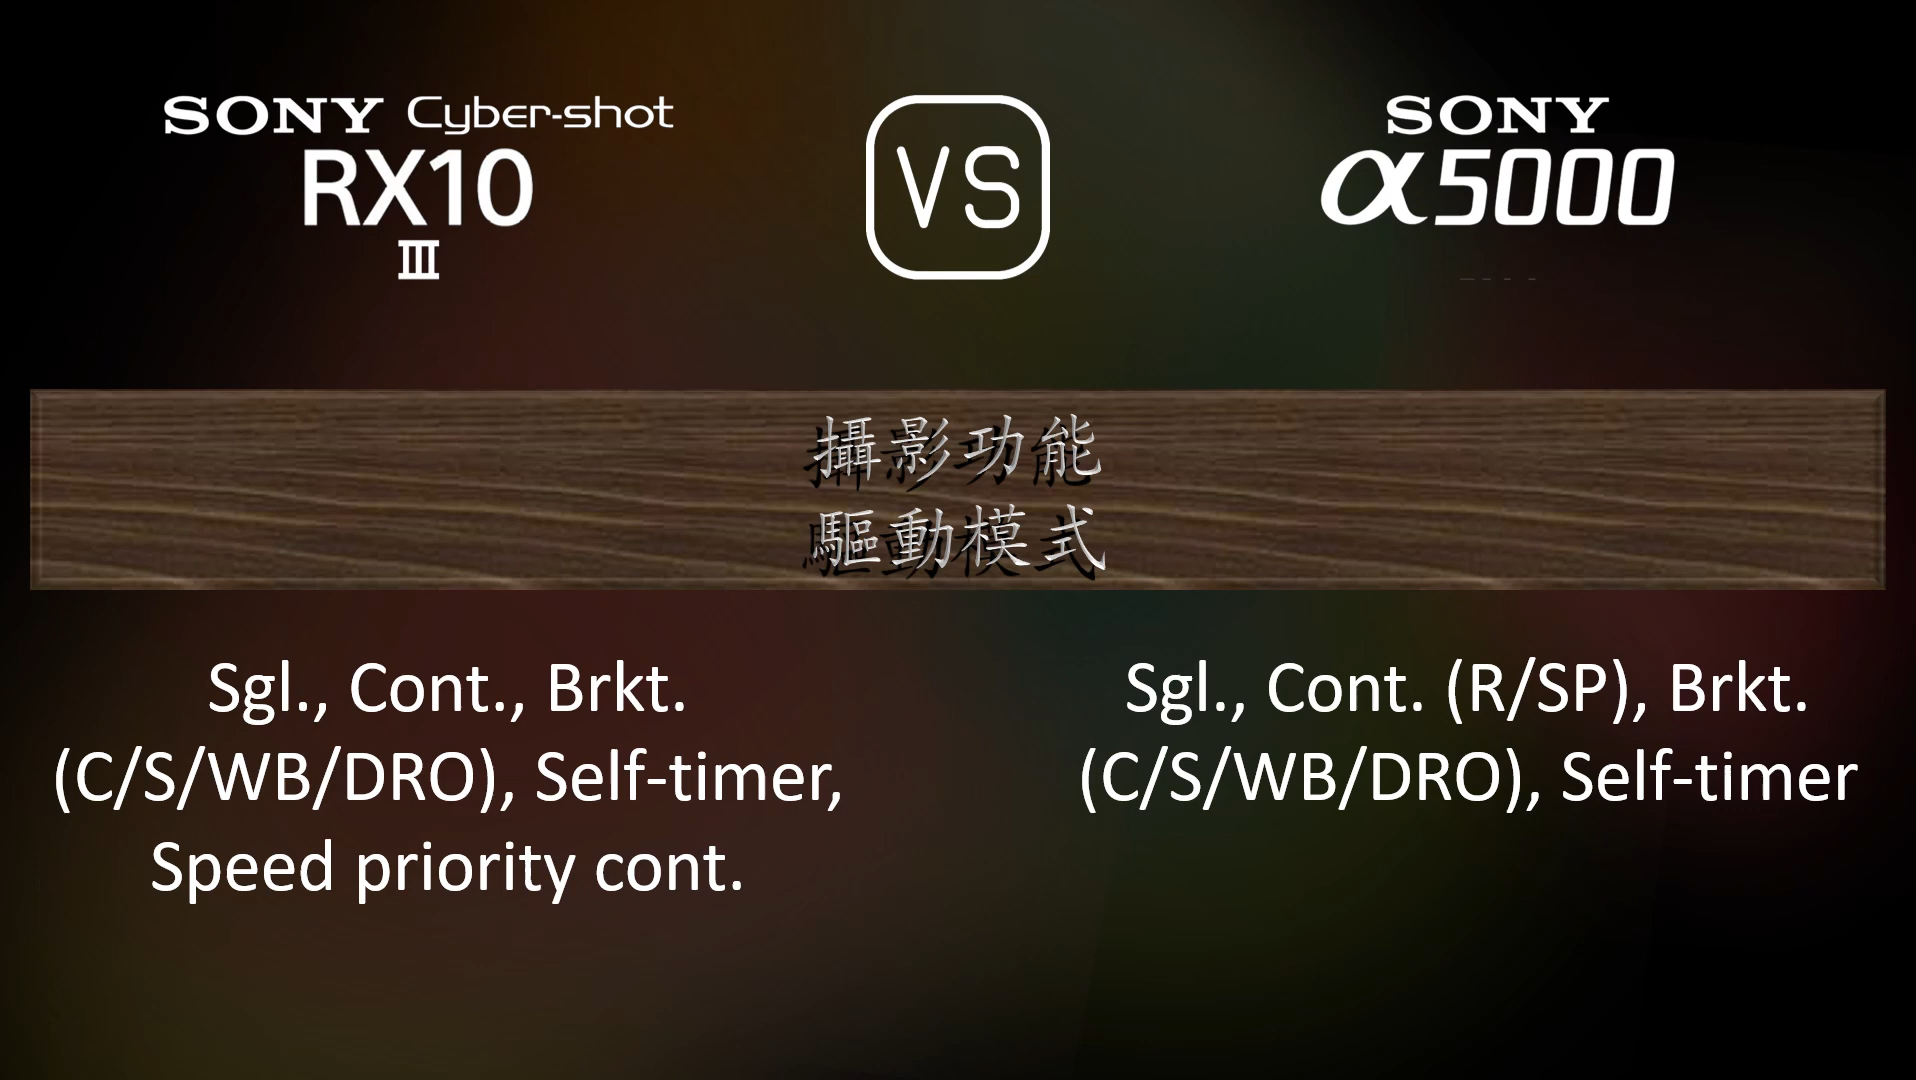 SONY Cyber-shot
RX10
III
VS
SONY
α5000
攝影功能
驅動模式
Sgl., Cont., Brkt.
(C/S/WB/DRO), Self-timer,
Speed priority cont.
Sgl., Cont. (R/SP), Brkt.
(C/S/WB/DRO), Self-timer